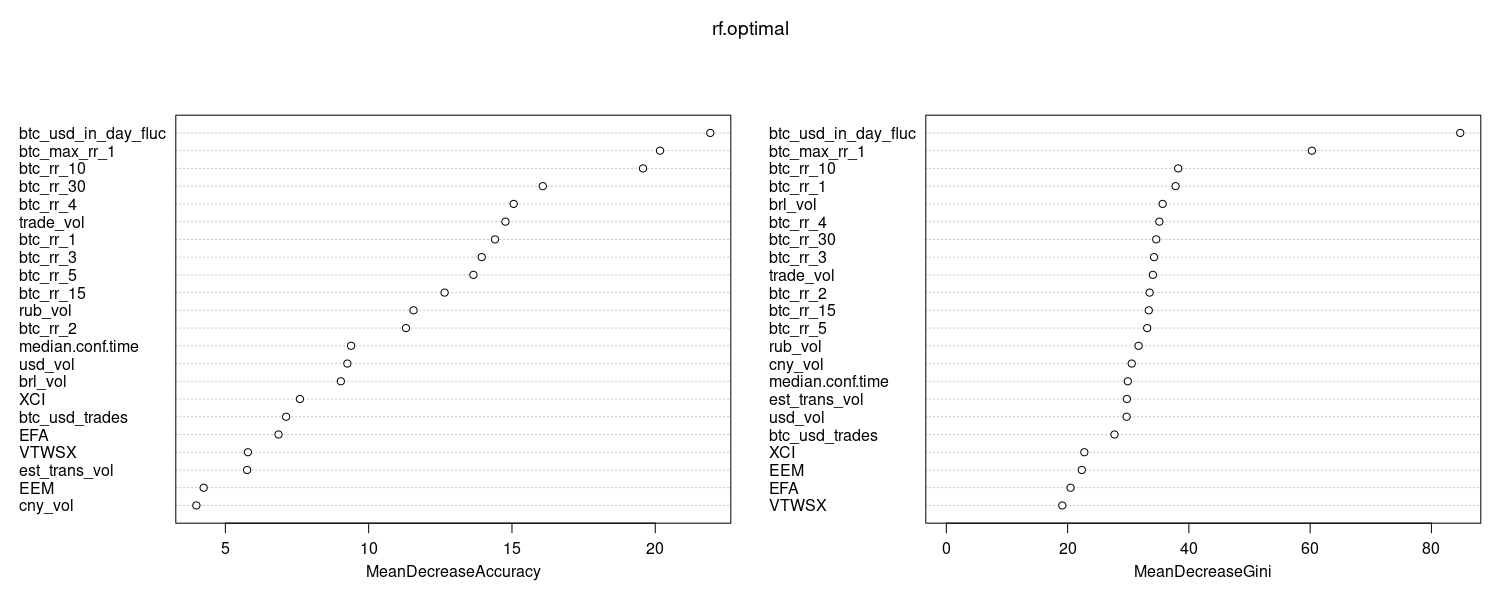 rf.optimal
btc_usd_in_day_fluc
btc_max_rr_1
btc_rr_10
btc_rr_30
btc_rr_4
trade_vol
btc_rr_1
btc_rr_3
btc_rr_5
btc_rr_15
rub_vol
btc_rr_2
median.conf.time
usd_vol
brl_vol
XCI
btc_usd_trades
EFA
VTWSX
est_trans_vol
EEM
cny_vol
5 10 15 20
MeanDecreaseAccuracy
btc_usd_in_day_fluc
btc_max_rr_1
btc_rr_10
btc_rr_1
brl_vol
btc_rr_4
btc_rr_30
btc_rr_3
trade_vol
btc_rr_2
btc_rr_15
btc_rr_5
rub_vol
cny_vol
median.conf.time
est_trans_vol
usd_vol
btc_usd_trades
XCI
EEM
EFA
VTWSX
0 20 40 60 80
MeanDecreaseGini